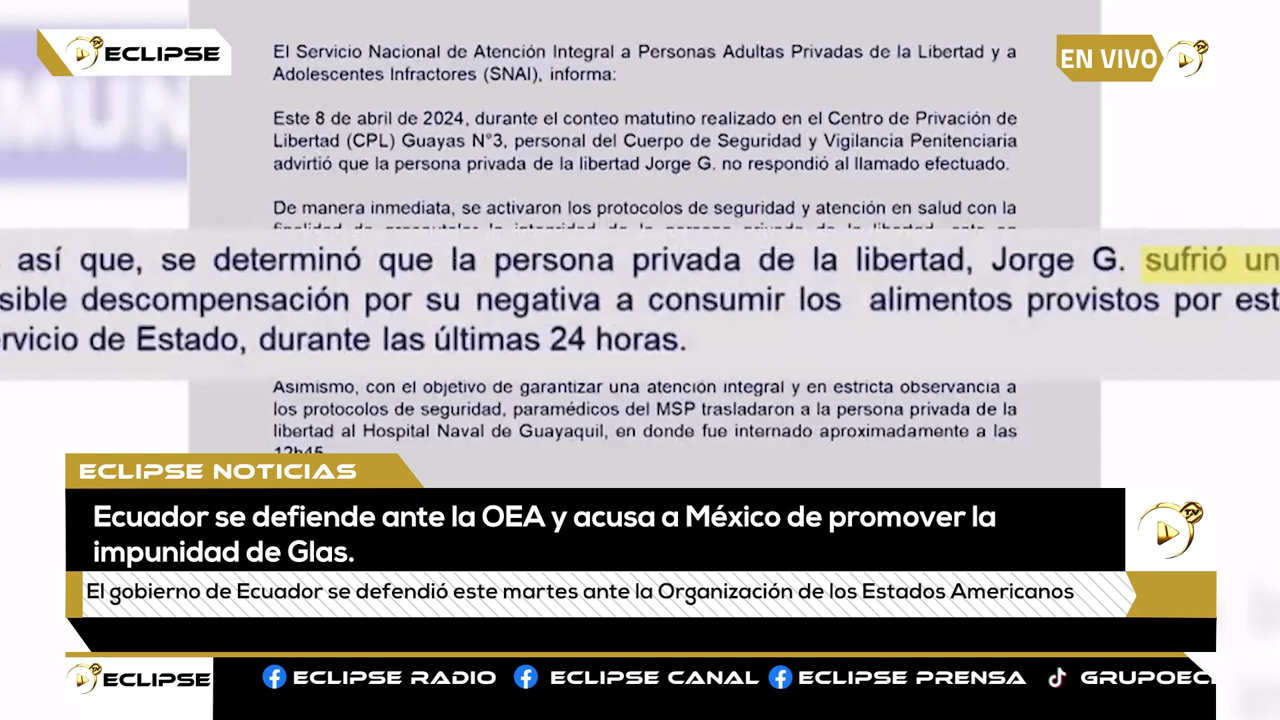 ECLIPSE
EN VIVO
MUN
El Servicio Nacional de Atención Integral a Personas Adultas Privadas de la Libertad y a
Adolescentes Infractores (SNAI), informa:
Este 8 de abril de 2024, durante el conteo matutino realizado en el Centro de Privación de
Libertad (CPL) Guayas N°3, personal del Cuerpo de Seguridad y Vigilancia Penitenciaria
advirtió que la persona privada de la libertad Jorge G. no respondió al llamado efectuado.
De manera inmediata, se activaron los protocolos de seguridad y atención en salud con la
así que, se determinó que la persona privada de la libertad, Jorge G. sufrió un
sible descompensación por su negativa a consumir los alimentos provistos por est
rvicio de Estado, durante las últimas 24 horas.
Asimismo, con el objetivo de garantizar una atención integral y en estricta observancia a
los protocolos de seguridad, paramédicos del MSP trasladaron a la persona privada de la
libertad al Hospital Naval de Guayaquil, en donde fue internado aproximadamente a las
12h45
ECLIPSE NOTICIAS
Ecuador se defiende ante la OEA y acusa a México de promover la
impunidad de Glas.
El gobierno de Ecuador se defendió este martes ante la Organización de los Estados Americanos
ECLIPSE
ECLIPSE RADIO ECLIPSE CANAL ECLIPSE PRENSA GRUPOECL